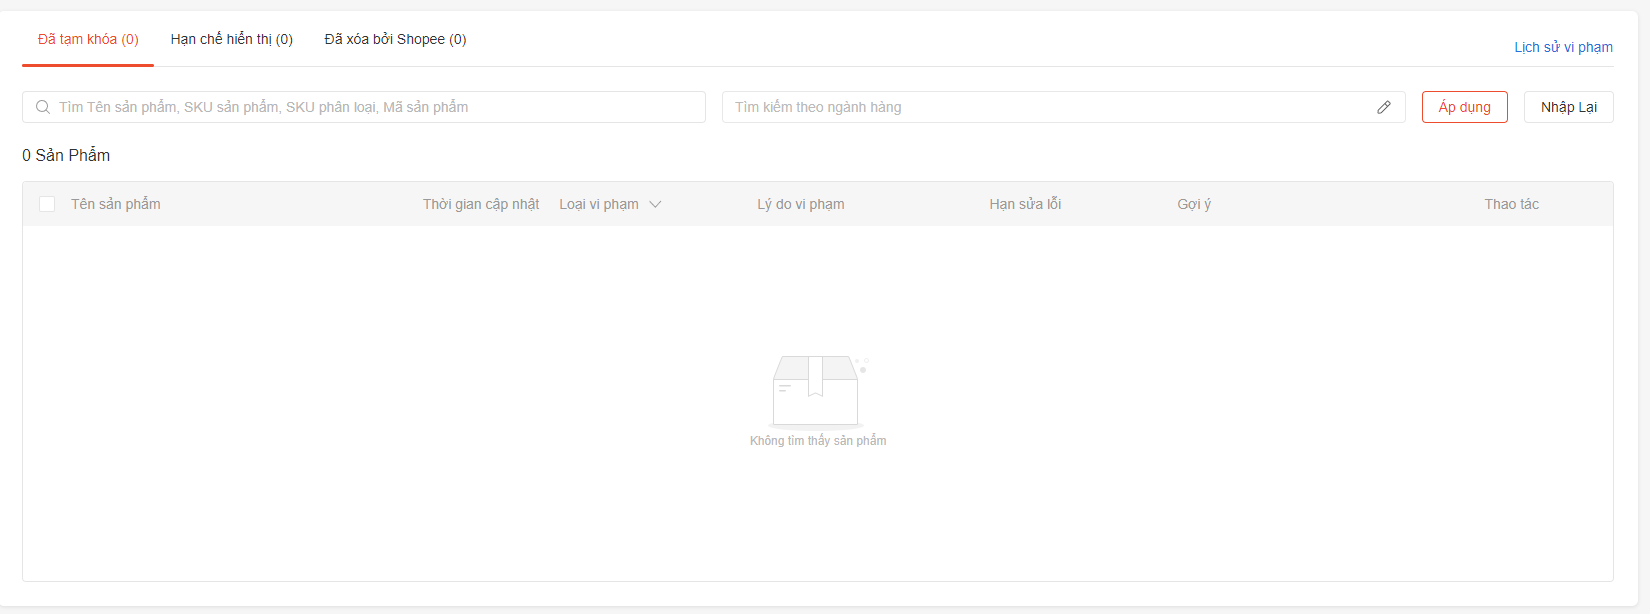 Đã tạm khóa (0) Hạn chế hiển thị (0) Đã xóa bởi Shopee (0)
Lịch sử vi phạm
Tìm Tên sản phẩm, SKU sản phẩm, SKU phân loại, Mã sản phẩm Tìm kiếm theo ngành hàng Áp dụng Nhập Lại
0 Sản Phẩm
Tên sản phẩm Thời gian cập nhật Loại vi phạm Lý do vi phạm Hạn sửa lỗi Gợi ý Thao tác
Không tìm thấy sản phẩm